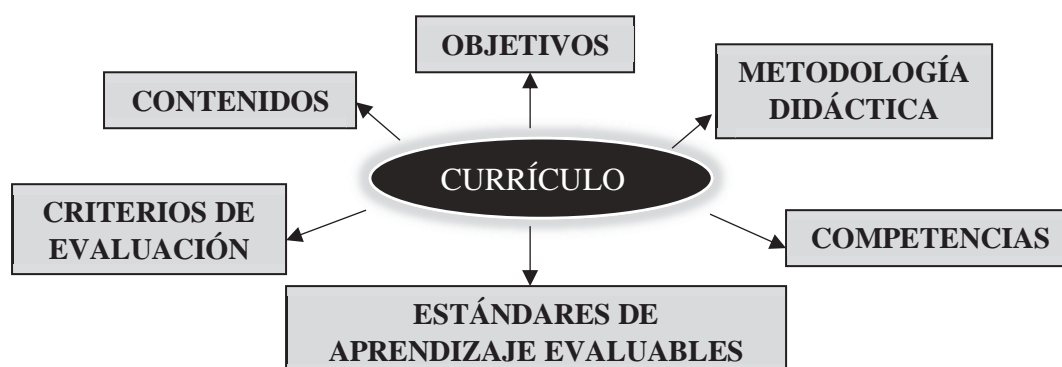 OBJETIVOS
METODOLOGÍA
DIDÁCTICA
CONTENIDOS
CURRÍCULO
CRITERIOS DE
EVALUACIÓN
COMPETENCIAS
ESTÁNDARES DE
APRENDIZAJE EVALUABLES